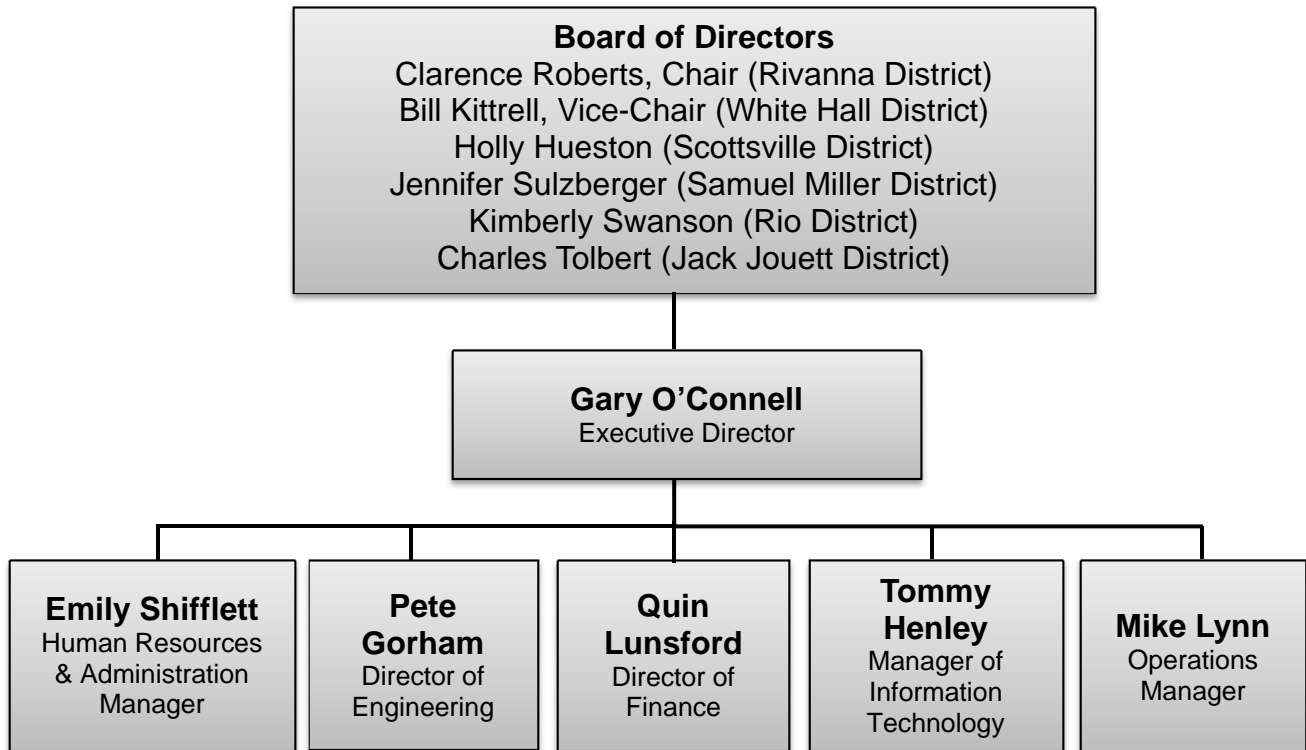 Board of Directors
Clarence Roberts, Chair (Rivanna District)
Bill Kittrell, Vice-Chair (White Hall District)
Holly Hueston (Scottsville District)
Jennifer Sulzberger (Samuel Miller District)
Kimberly Swanson (Rio District)
Charles Tolbert (Jack Jouett District)
Gary O’Connell
Executive Director
Emily Shifflett
Human Resources
& Administration
Manager
Pete
Gorham
Director of
Engineering
Quin
Lunsford
Director of
Finance
Tommy
Henley
Manager of
Information
Technology
Mike Lynn
Operations
Manager